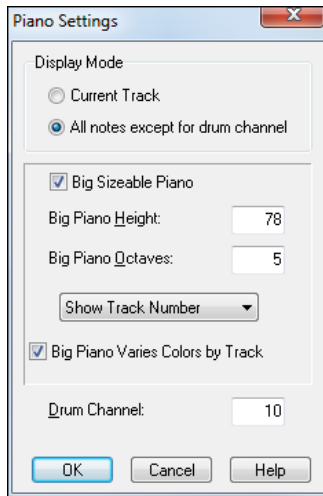 Piano Settings
Display Mode
Current Track
All notes except for drum channel
Big Sizeable Piano
Big Piano Height: 78
Big Piano Octaves: 5
Show Track Number
Big Piano Varies Colors by Track
Drum Channel: 10
OK Cancel Help